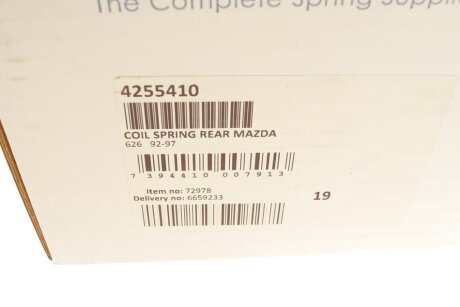 The Complete Spring Supplie
4255410
COIL SPRING REAR MAZDA
626 92-97
7 394410 007913
Item no: 72978
Delivery no: 6659233
19